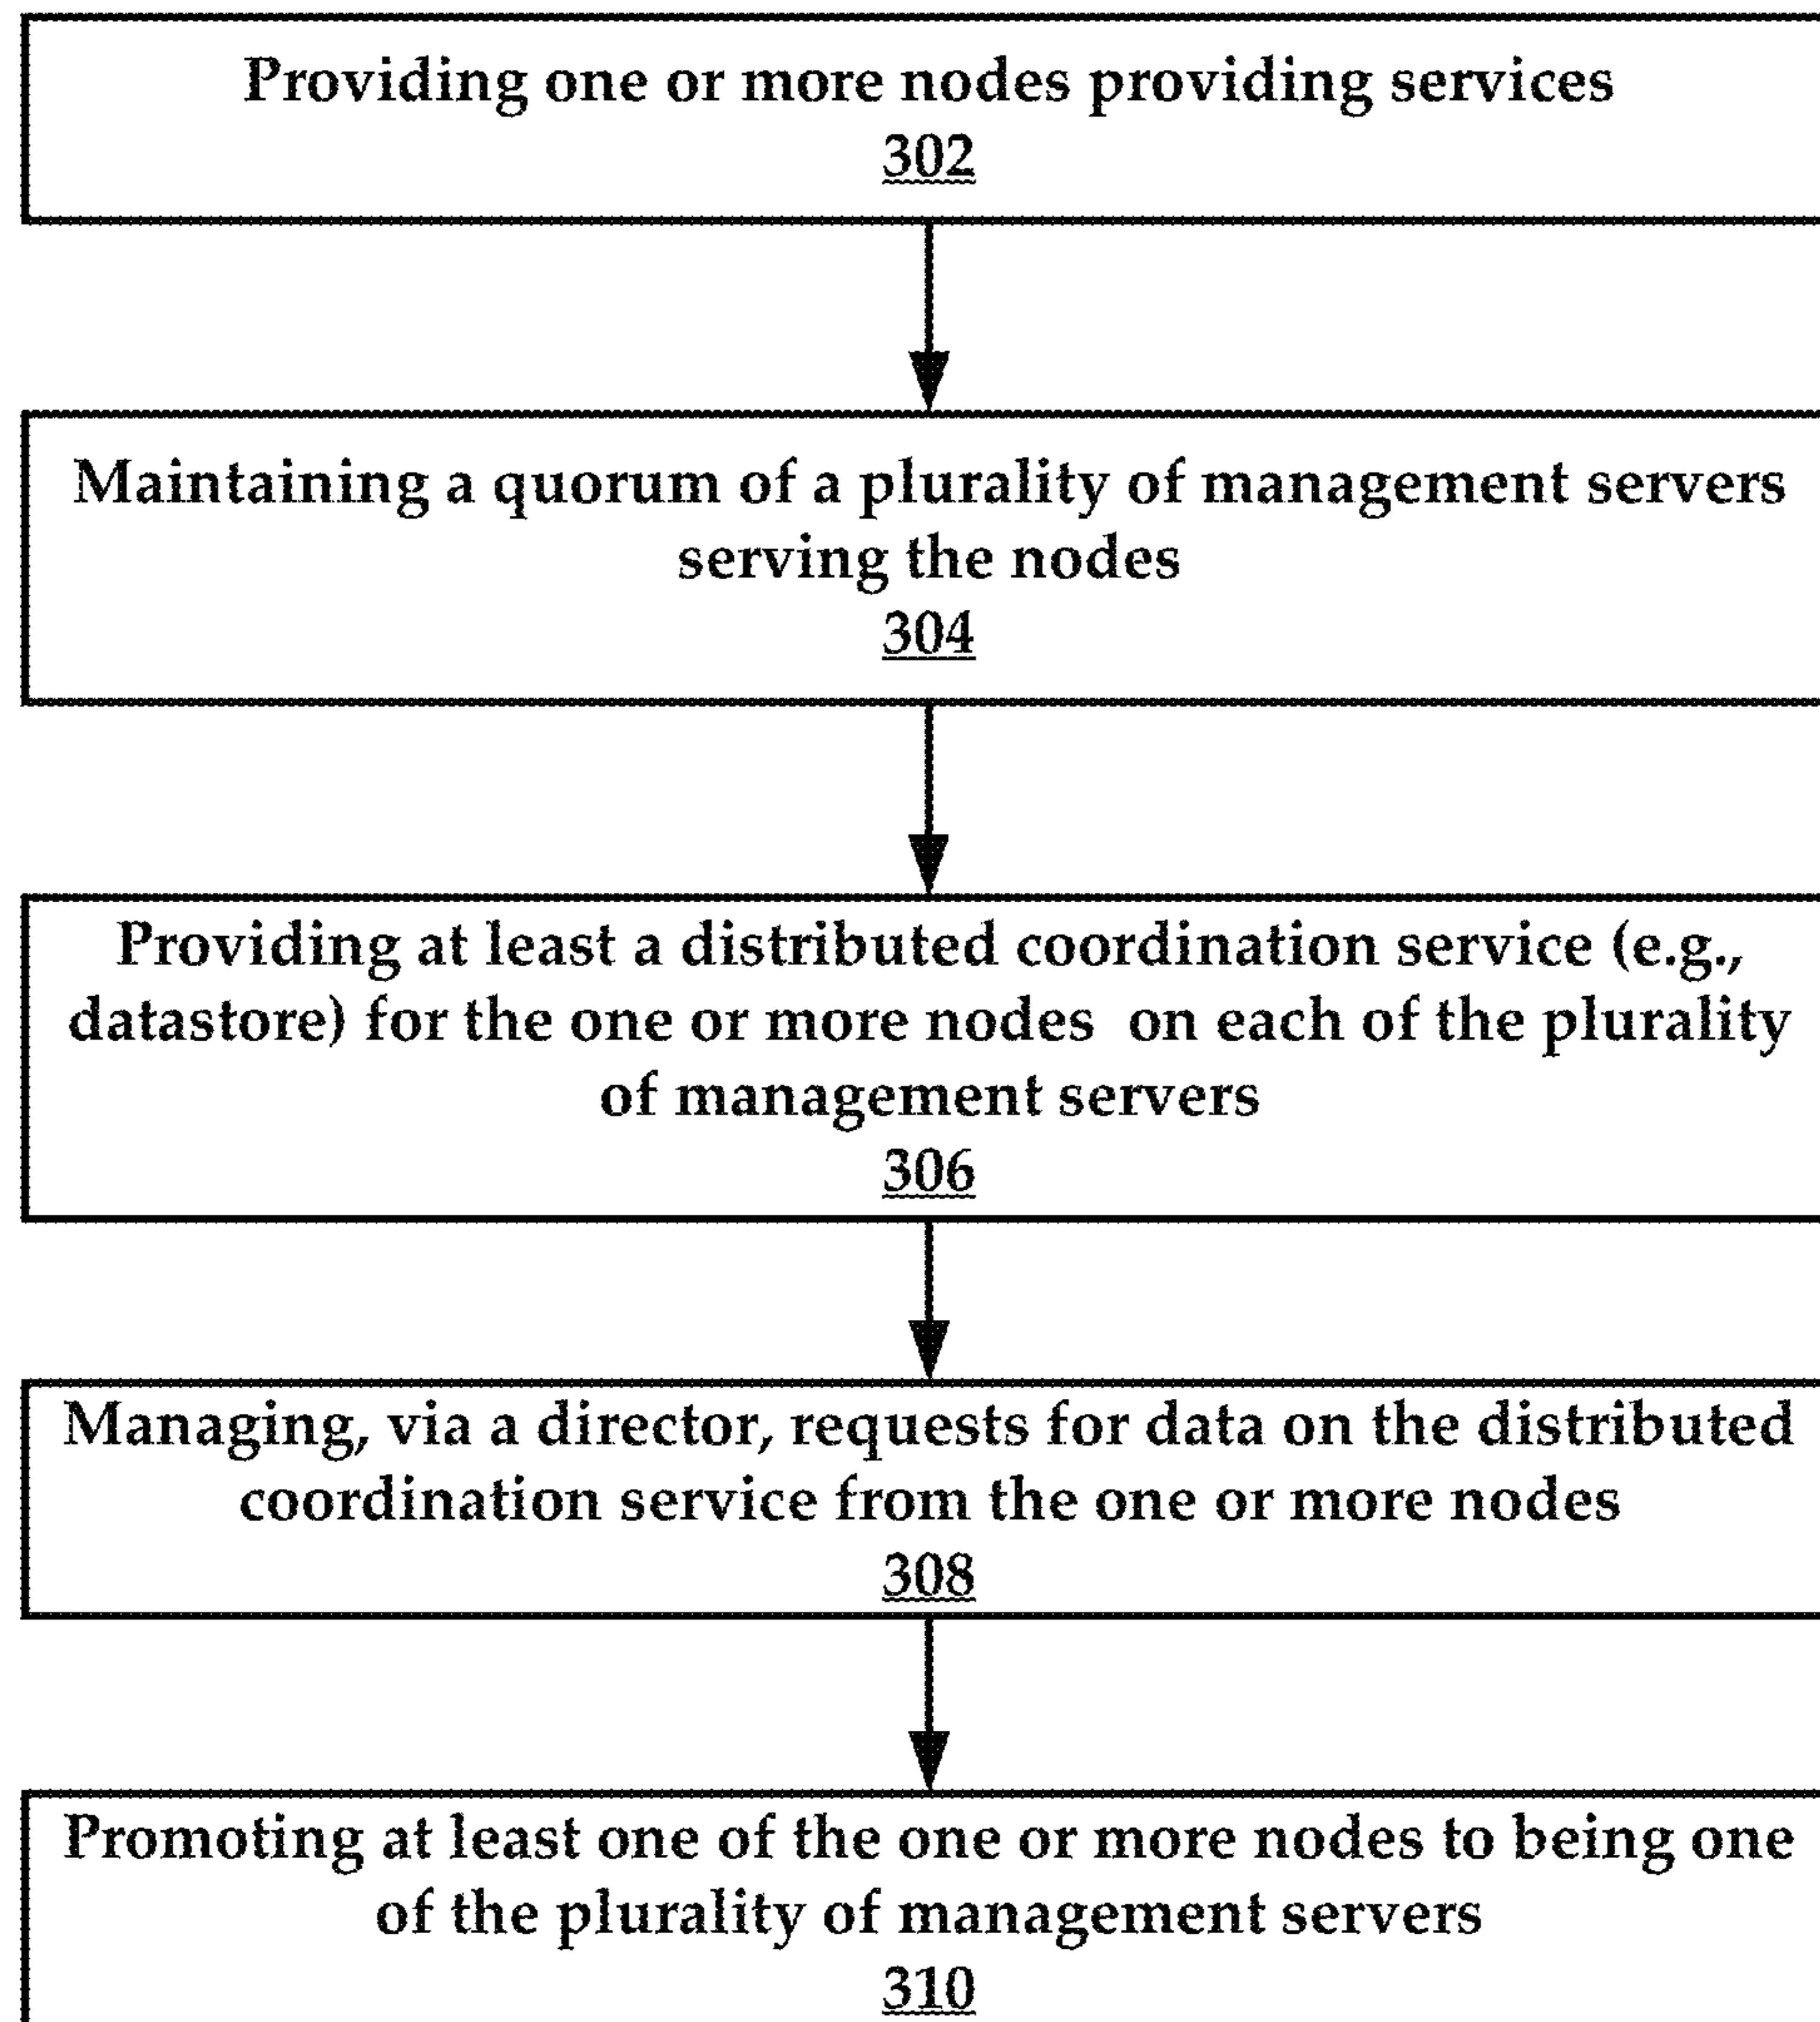 Providing one or more nodes providing services
302
Maintaining a quorum of a plurality of management servers
serving the nodes
304
Providing at least a distributed coordination service (e.g.,
datastore) for the one or more nodes on each of the plurality
of management servers
306
Managing, via a director, requests for data on the distributed
coordination service from the one or more nodes
308
Promoting at least one of the one or more nodes to being one
of the plurality of management servers
310